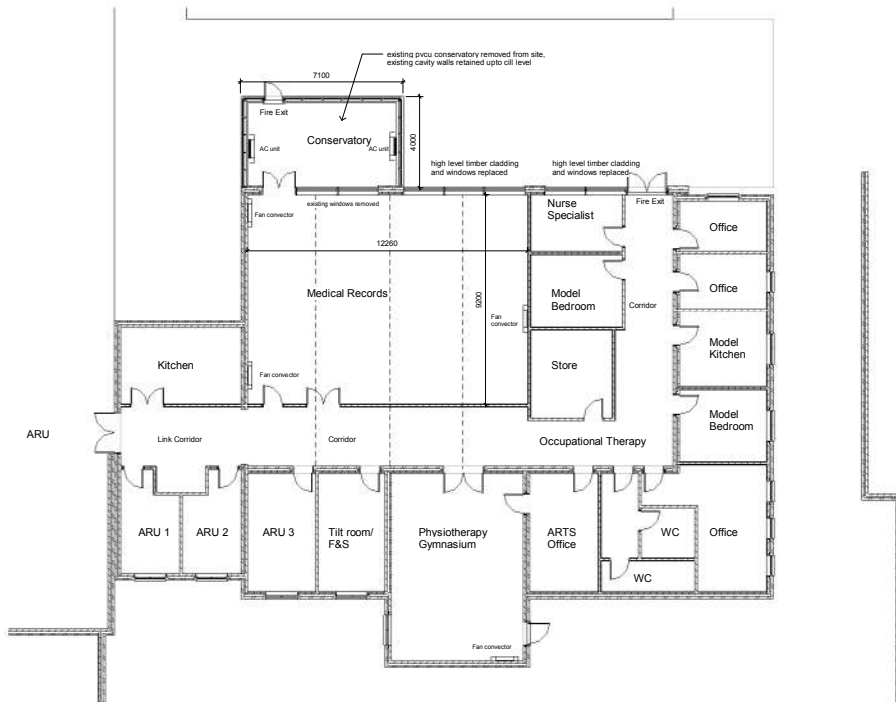 existing pvcu conservatory removed from site,
existing cavity walls retained upto cill level
7100
Fire Exit
Conservatory
AC unit
AC unit
4000
high level timber cladding
and windows replaced
high level timber cladding
and windows replaced
existing windows removed
Fan convector
12260
Nurse
Specialist
Fire Exit
Office
Medical Records
9200
Fan
convector
Model
Bedroom
Corridor
Office
Model
Kitchen
Kitchen
Fan convector
Store
Model
Bedroom
ARU
Link Corridor
Corridor
Occupational Therapy
ARU 1
ARU 2
ARU 3
Tilt room/
F&S
Physiotherapy
Gymnasium
ARTS
Office
WC
Office
WC
Fan convector